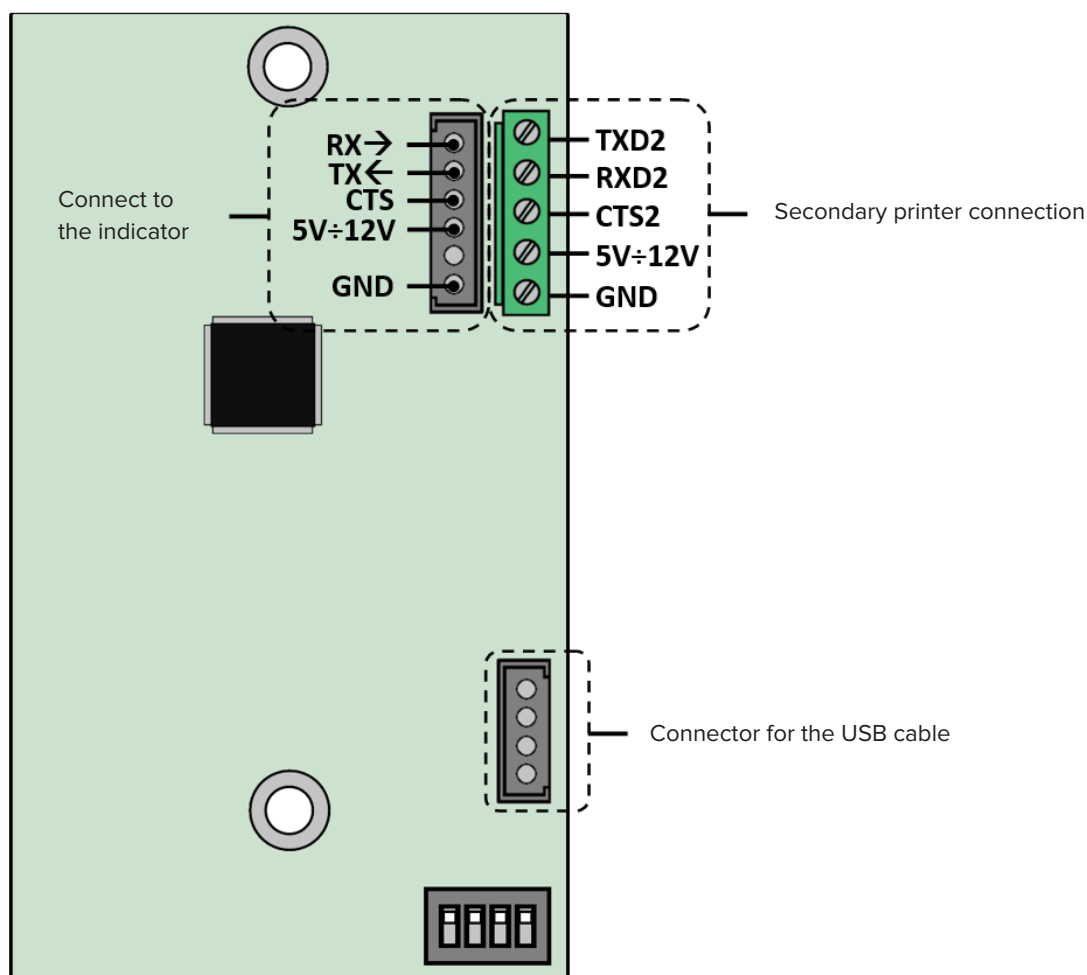 Connect to
the indicator
RX→
TX←
CTS
5V÷12V
GND
TXD2
RXD2
CTS2
5V÷12V
GND
Secondary printer connection
Connector for the USB cable